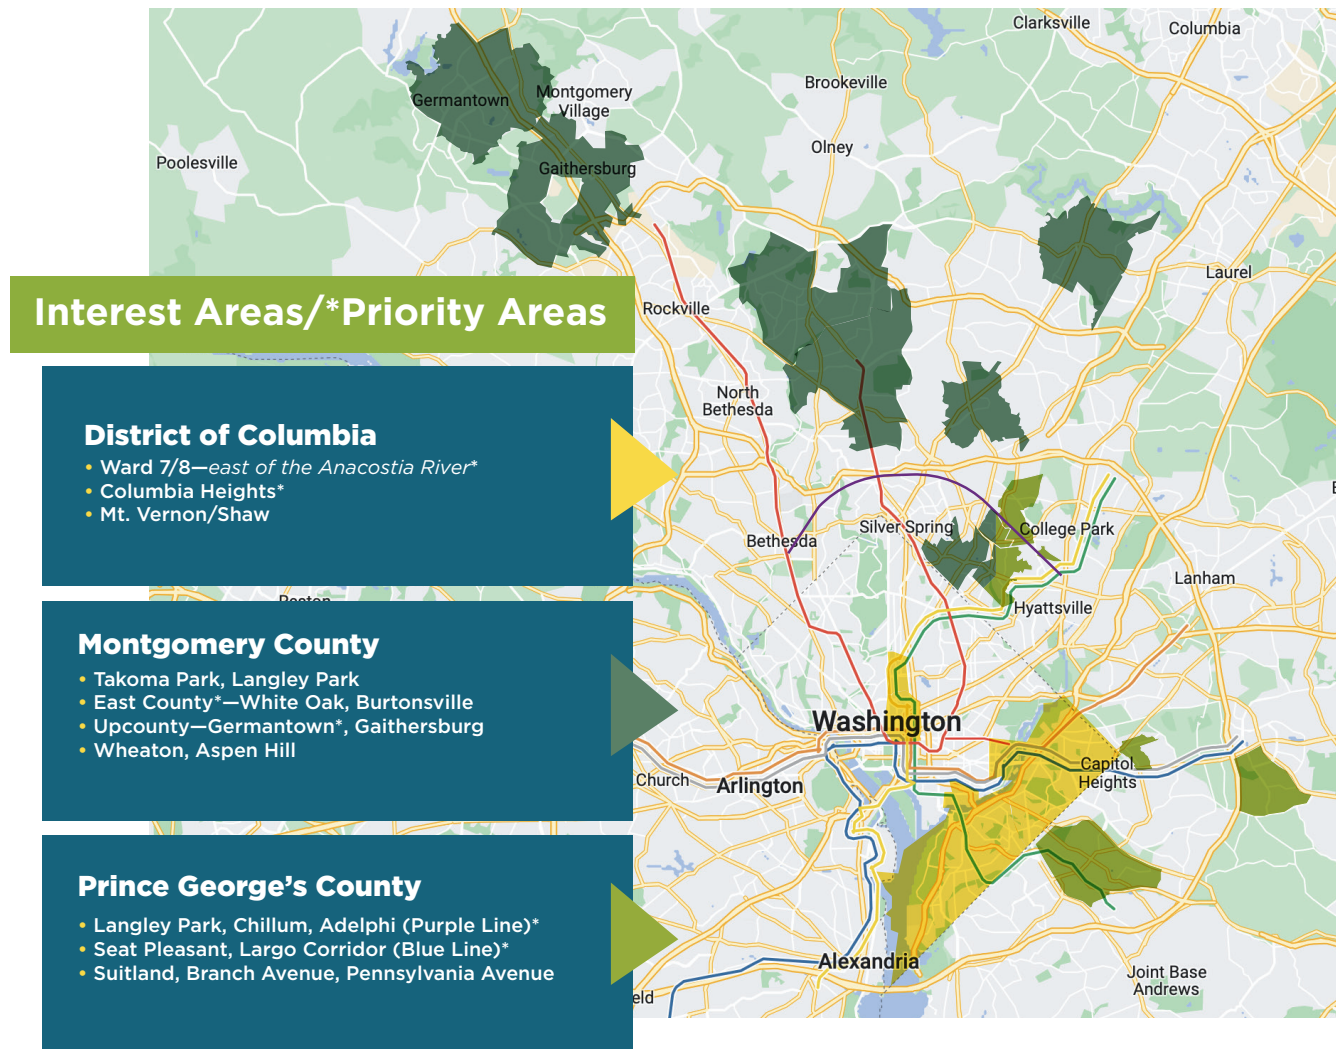 Clarksville
Columbia
Brookeville
Germantown
Montgomery
Village
Olney
Poolesville
Gaithersburg
Laurel
Interest Areas/*Priority Areas
Rockville
North
Bethesda
District of Columbia
• Ward 7/8—east of the Anacostia River*
• Columbia Heights*
• Mt. Vernon/Shaw
Silver Spring
College Park
Bethesda
Lanham
Hyattsville
Montgomery County
• Takoma Park, Langley Park
• East County*—White Oak, Burtonsville
• Upcounty—Germantown*, Gaithersburg
• Wheaton, Aspen Hill
Washington
Church
Arlington
Capitol
Heights
Prince George’s County
• Langley Park, Chillum, Adelphi (Purple Line)*
• Seat Pleasant, Largo Corridor (Blue Line)*
• Suitland, Branch Avenue, Pennsylvania Avenue
Alexandria
Joint Base
Andrews
eld